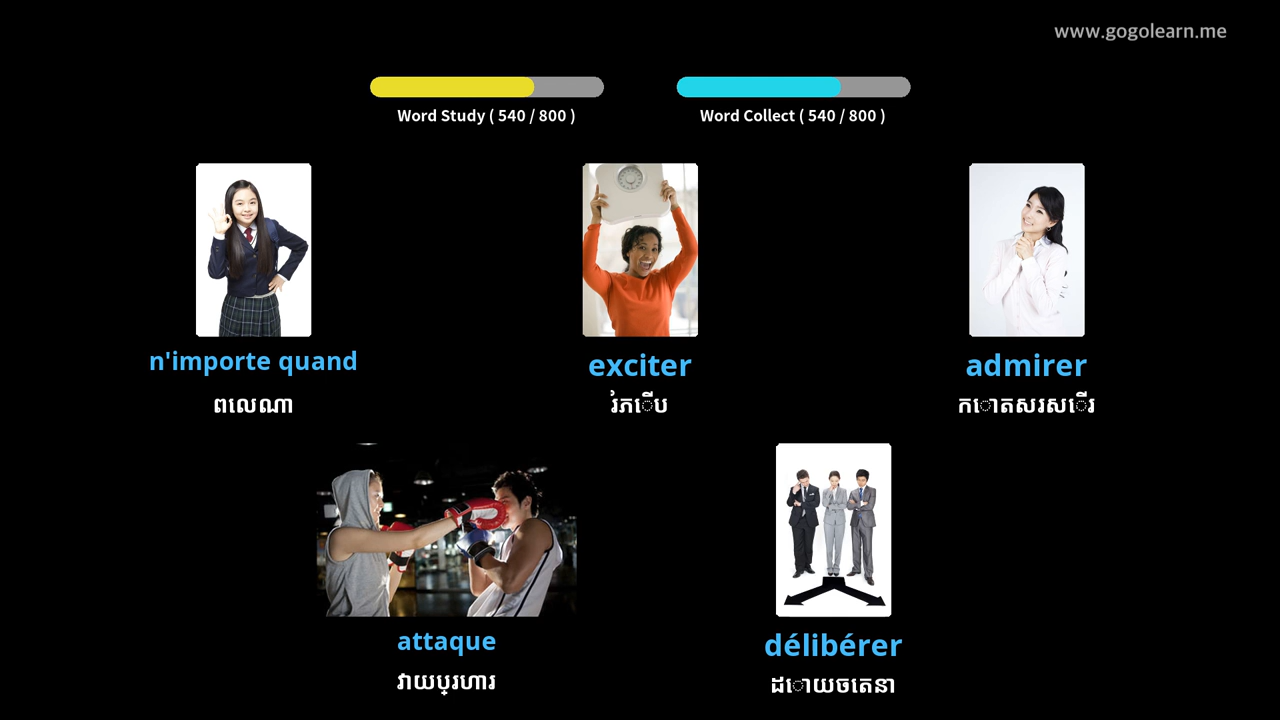 www.gogolearn.me
Word Study ( 540 / 800 )
Word Collect ( 540 / 800 )
n'importe quand
exciter
admirer
ពលេណា
រំភើប
កោតសរសើរ
attaque
délibérer
វាយប្រហារ
ដោយចតេនា